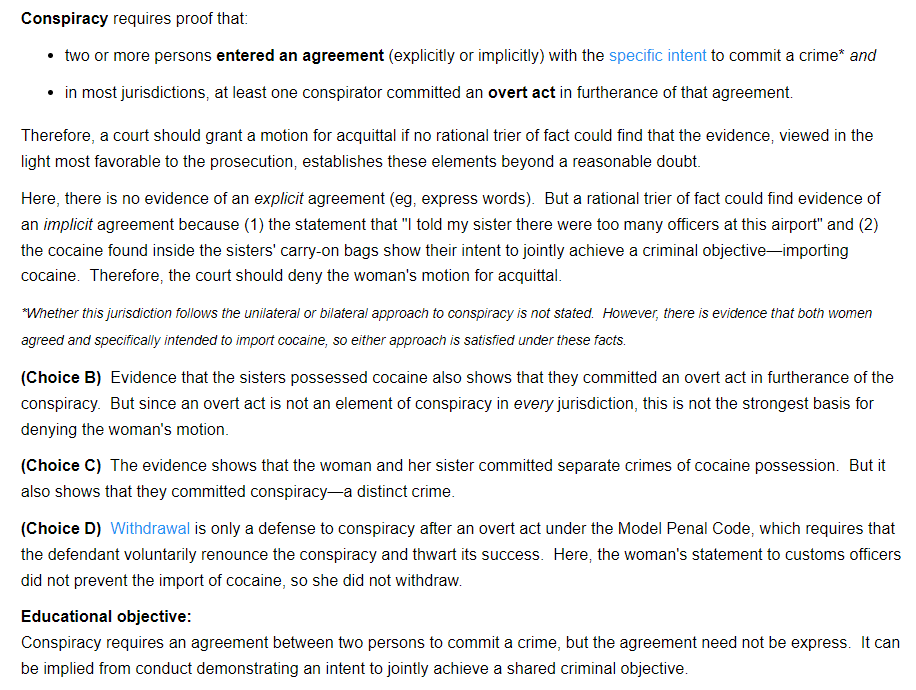 Conspiracy requires proof that:
• two or more persons entered an agreement (explicitly or implicitly) with the specific intent to commit a crime* and
• in most jurisdictions, at least one conspirator committed an overt act in furtherance of that agreement.
Therefore, a court should grant a motion for acquittal if no rational trier of fact could find that the evidence, viewed in the
light most favorable to the prosecution, establishes these elements beyond a reasonable doubt.
Here, there is no evidence of an explicit agreement (eg, express words).  But a rational trier of fact could find evidence of
an implicit agreement because (1) the statement that "I told my sister there were too many officers at this airport" and (2)
the cocaine found inside the sisters' carry-on bags show their intent to jointly achieve a criminal objective—importing
cocaine.  Therefore, the court should deny the woman's motion for acquittal.
*Whether this jurisdiction follows the unilateral or bilateral approach to conspiracy is not stated.  However, there is evidence that both women
agreed and specifically intended to import cocaine, so either approach is satisfied under these facts.
(Choice B)  Evidence that the sisters possessed cocaine also shows that they committed an overt act in furtherance of the
conspiracy.  But since an overt act is not an element of conspiracy in every jurisdiction, this is not the strongest basis for
denying the woman's motion.
(Choice C)  The evidence shows that the woman and her sister committed separate crimes of cocaine possession.  But it
also shows that they committed conspiracy—a distinct crime.
(Choice D)  Withdrawal is only a defense to conspiracy after an overt act under the Model Penal Code, which requires that
the defendant voluntarily renounce the conspiracy and thwart its success.  Here, the woman's statement to customs officers
did not prevent the import of cocaine, so she did not withdraw.
Educational objective:
Conspiracy requires an agreement between two persons to commit a crime, but the agreement need not be express.  It can
be implied from conduct demonstrating an intent to jointly achieve a shared criminal objective.